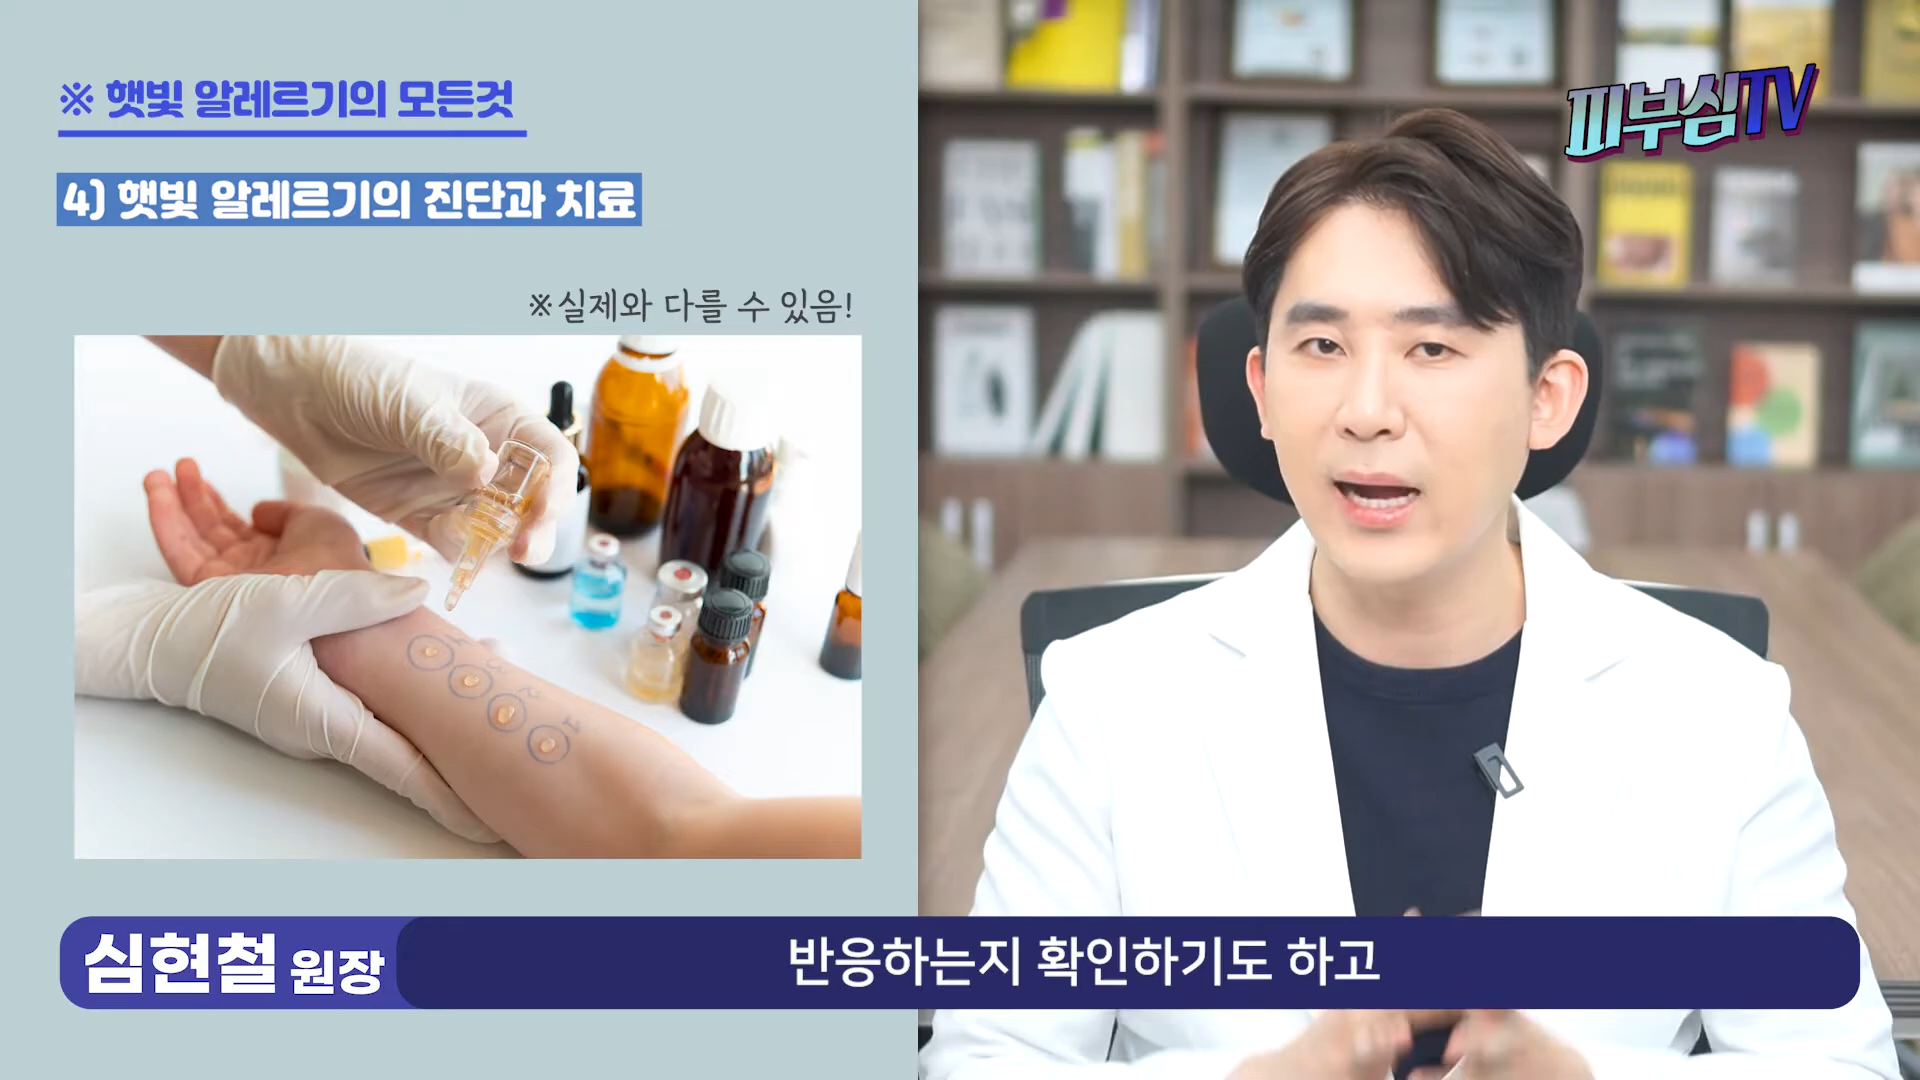 ※ 햇빛 알레르기의 모든것
4) 햇빛 알레르기의 진단과 치료
※실제와 다를 수 있음!
피부심TV
심현철 원장
반응하는지 확인하기도 하고